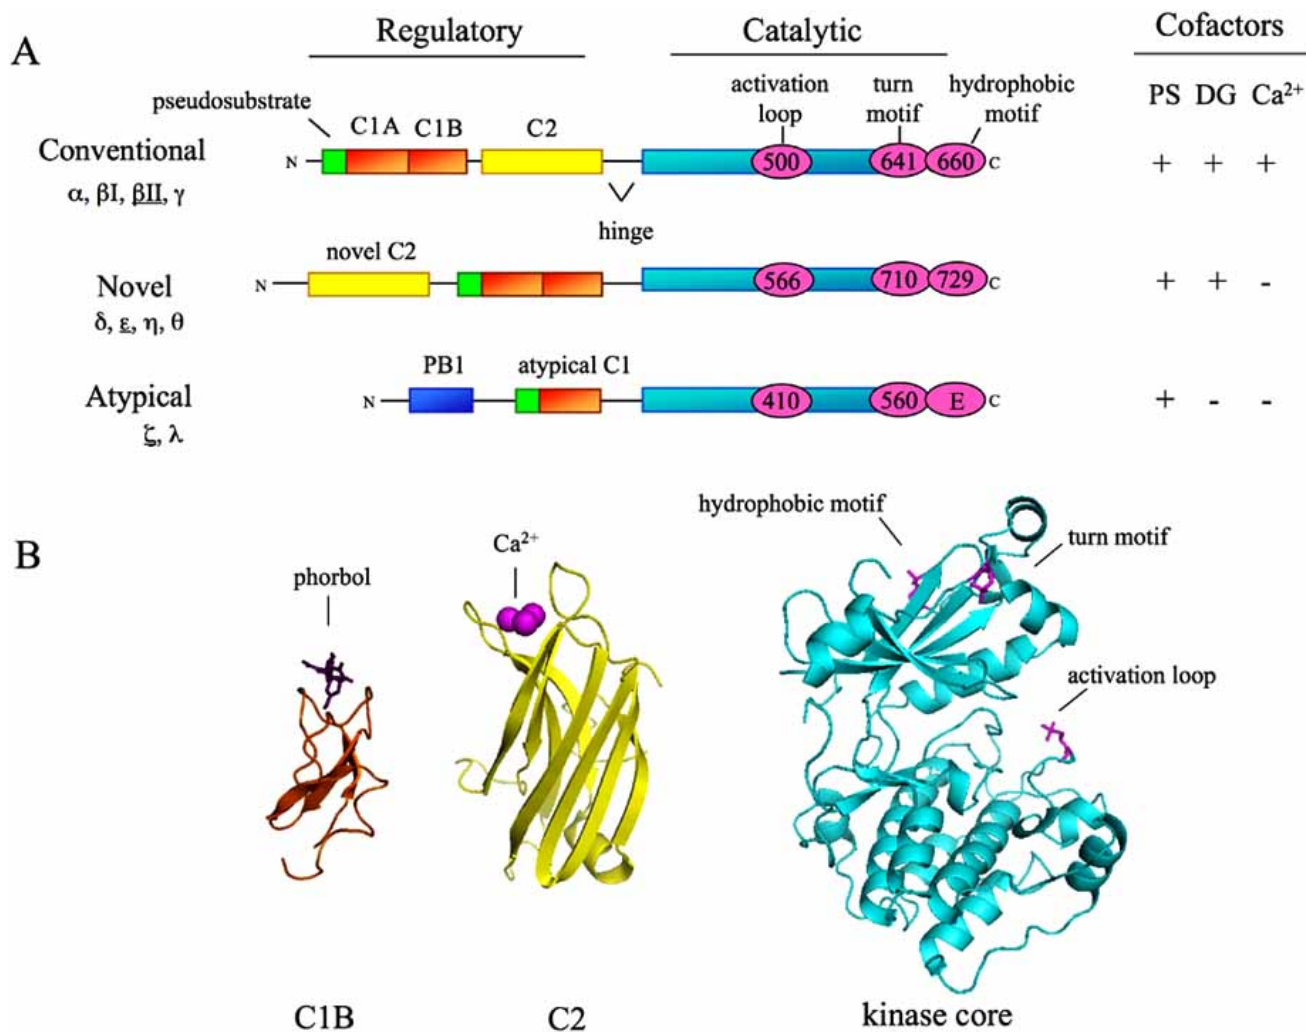 A
Regulatory
Catalytic
Cofactors
pseudosubstrate
activation loop
turn motif
hydrophobic motif
PS DG Ca²⁺
Conventional
α, βI, βII, γ
N C1A C1B C2 500 641 660 C + + +
hinge
Novel
δ, ε, η, θ
novel C2
N 566 710 729 C + + -
Atypical
ζ, λ
PB1 atypical C1
N 410 560 E C + - -
B
phorbol
Ca²⁺
hydrophobic motif
turn motif
activation loop
C1B
C2
kinase core